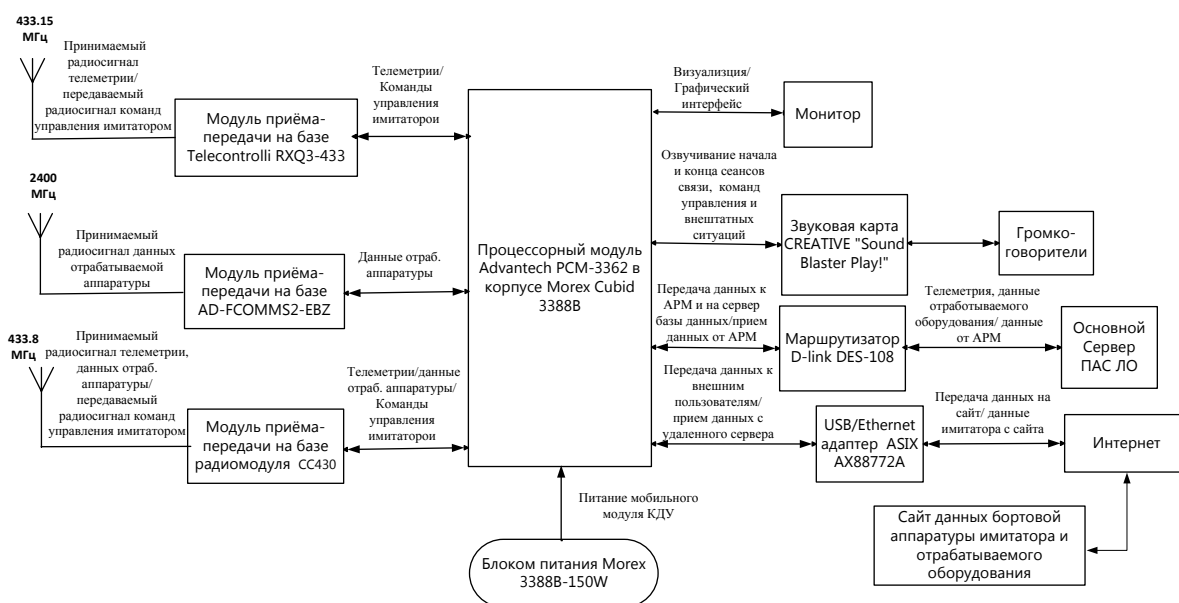 433.15
МГц
Принимаемый
радиосигнал
телеметрии/
передаваемый
радиосигнал команд
управления имитатором
Модуль приёма-
передачи на базе
Telecontrolli RXQ3-433
Телеметрии/
Команды
управления
имитаторои
2400
МГц
Принимаемый
радиосигнал данных
отрабатываемой
аппаратуры
Модуль приёма-
передачи на базе
AD-FCOMMS2-EBZ
Данные отраб.
аппаратуры
433.8
МГц
Принимаемый
радиосигнал телеметрии,
данных отраб.
аппаратуры/
передаваемый
радиосигнал команд
управления имитатором
Модуль приёма-
передачи на базе
радиомодуля CC430
Телеметрии/данные
отраб. аппаратуры/
Команды
управления
имитаторои
Процессорный модуль
Advantech PCM-3362 в
корпусе Morex Cubid
3388B
Питание мобильного
модуля КДУ
Блоком питания Morex
3388B-150W
Визуализция/
Графический
интерфейс
Монитор
Озвучивание начала
и конца сеансов
связи, команд
управления и
внештатных
ситуаций
Звуковая карта
CREATIVE "Sound
Blaster Play!"
Громко-
говорители
Передача данных к
АРМ и на сервер
базы данных/прием
данных от АРМ
Маршрутизатор
D-link DES-108
Телеметрия, данные
отработываемого
оборудования/ данные
от АРМ
Основной
Сервер
ПАС ЛО
Передача данных к
внешним
пользователям/
прием данных с
удаленного сервера
USB/Ethernet
адаптер ASIX
AX88772A
Передача данных на
сайт/ данные
имитатора с сайта
Интернет
Сайт данных бортовой
аппаратуры имитатора и
отрабатываемого
оборудования